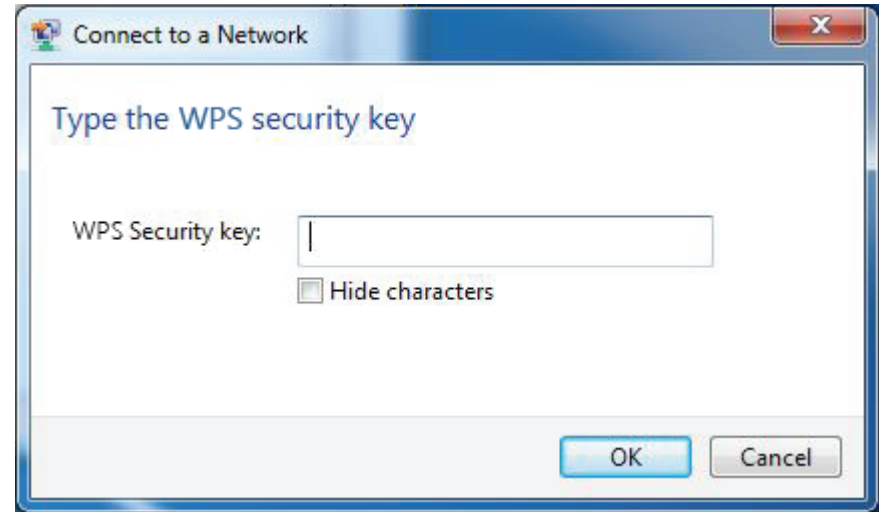 Connect to a Network
Type the WPS security key
WPS Security key:
Hide characters
OK
Cancel